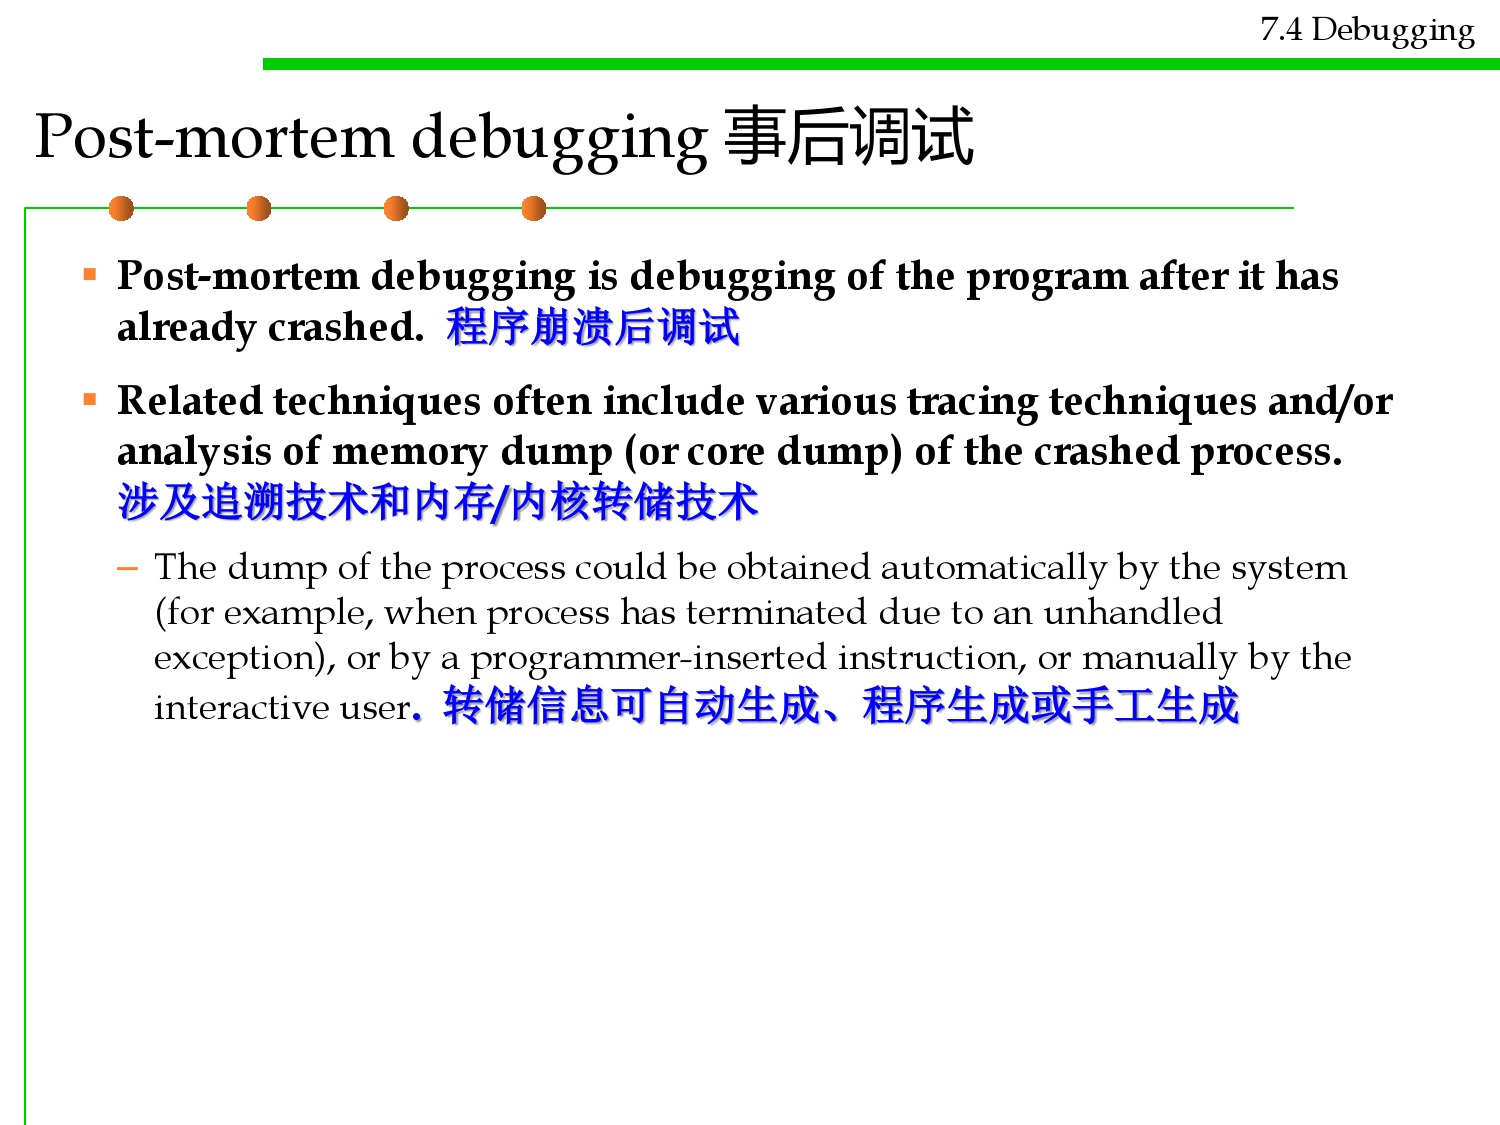 7.4 Debugging
Post-mortem debugging 事后调试
▪ Post-mortem debugging is debugging of the program after it has
already crashed. 程序崩溃后调试
▪ Related techniques often include various tracing techniques and/or
analysis of memory dump (or core dump) of the crashed process.
涉及追溯技术和内存/内核转储技术
– The dump of the process could be obtained automatically by the system
(for example, when process has terminated due to an unhandled
exception), or by a programmer-inserted instruction, or manually by the
interactive user. 转储信息可自动生成、程序生成或手工生成